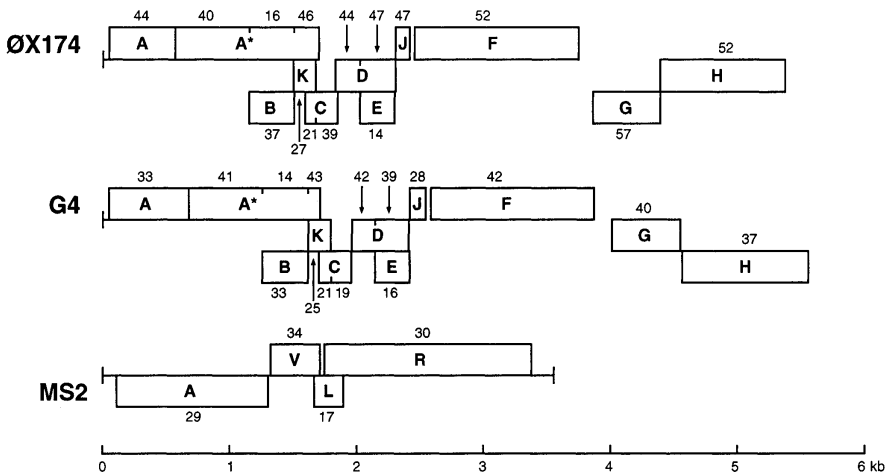 44 40 16 46 44 47 47 52
ØX174 A A* J F
52
K D H
B C E G
37 21 39 14 57
27
33 41 14 43 42 39 28 42
G4 A A* J F
40
K D G
37
B C E H
33 21 19 16
25
34 30
V R
MS2 A L
29 17
0 1 2 3 4 5 6 kb